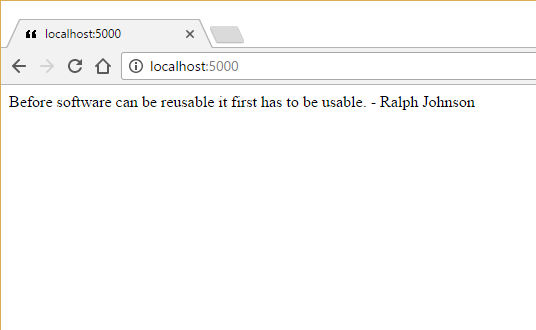 localhost:5000
localhost:5000
Before software can be reusable it first has to be usable. - Ralph Johnson